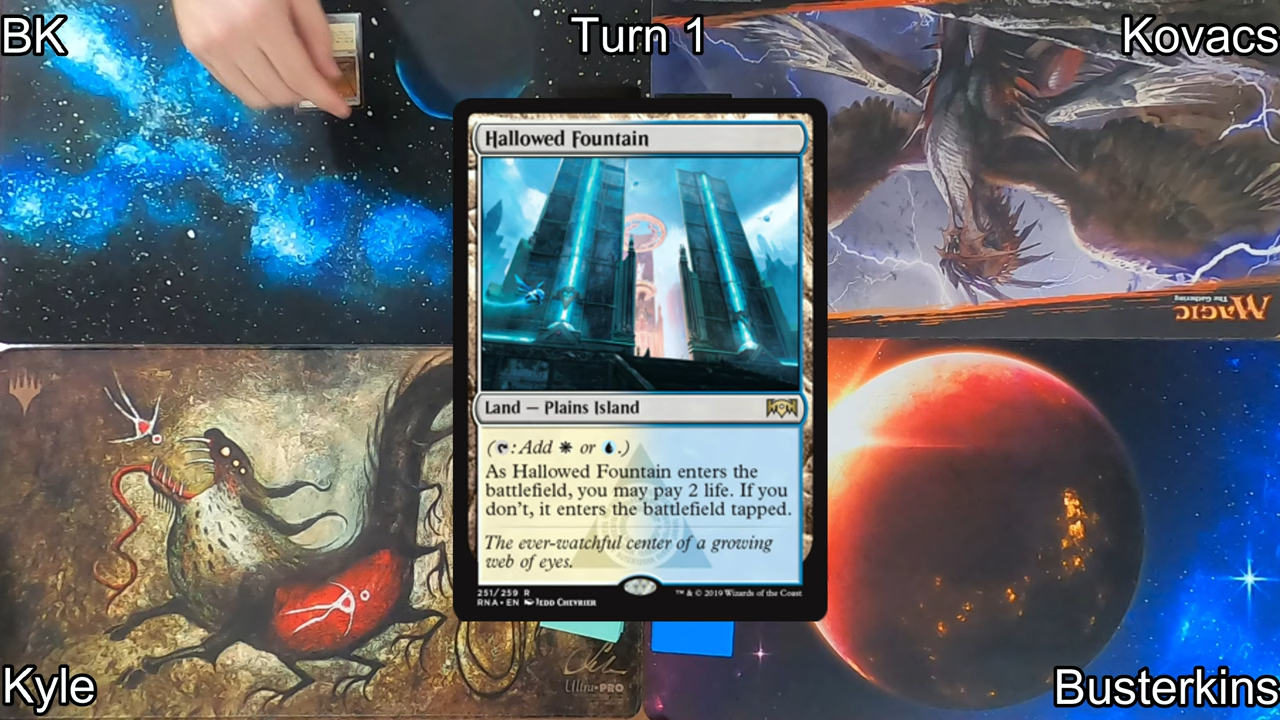 BK
Turn 1
Kovacs
Hallowed Fountain
MAGIC
The Gathering
Land — Plains Island
( : Add or .)
As Hallowed Fountain enters the
battlefield, you may pay 2 life. If you
don't, it enters the battlefield tapped.
The ever-watchful center of a growing
web of eyes.
251/259 R
RNA • EN JEDD CHEVRIER
™ & © 2019 Wizards of the Coast
Kyle
Ultra•PRO
Busterkins